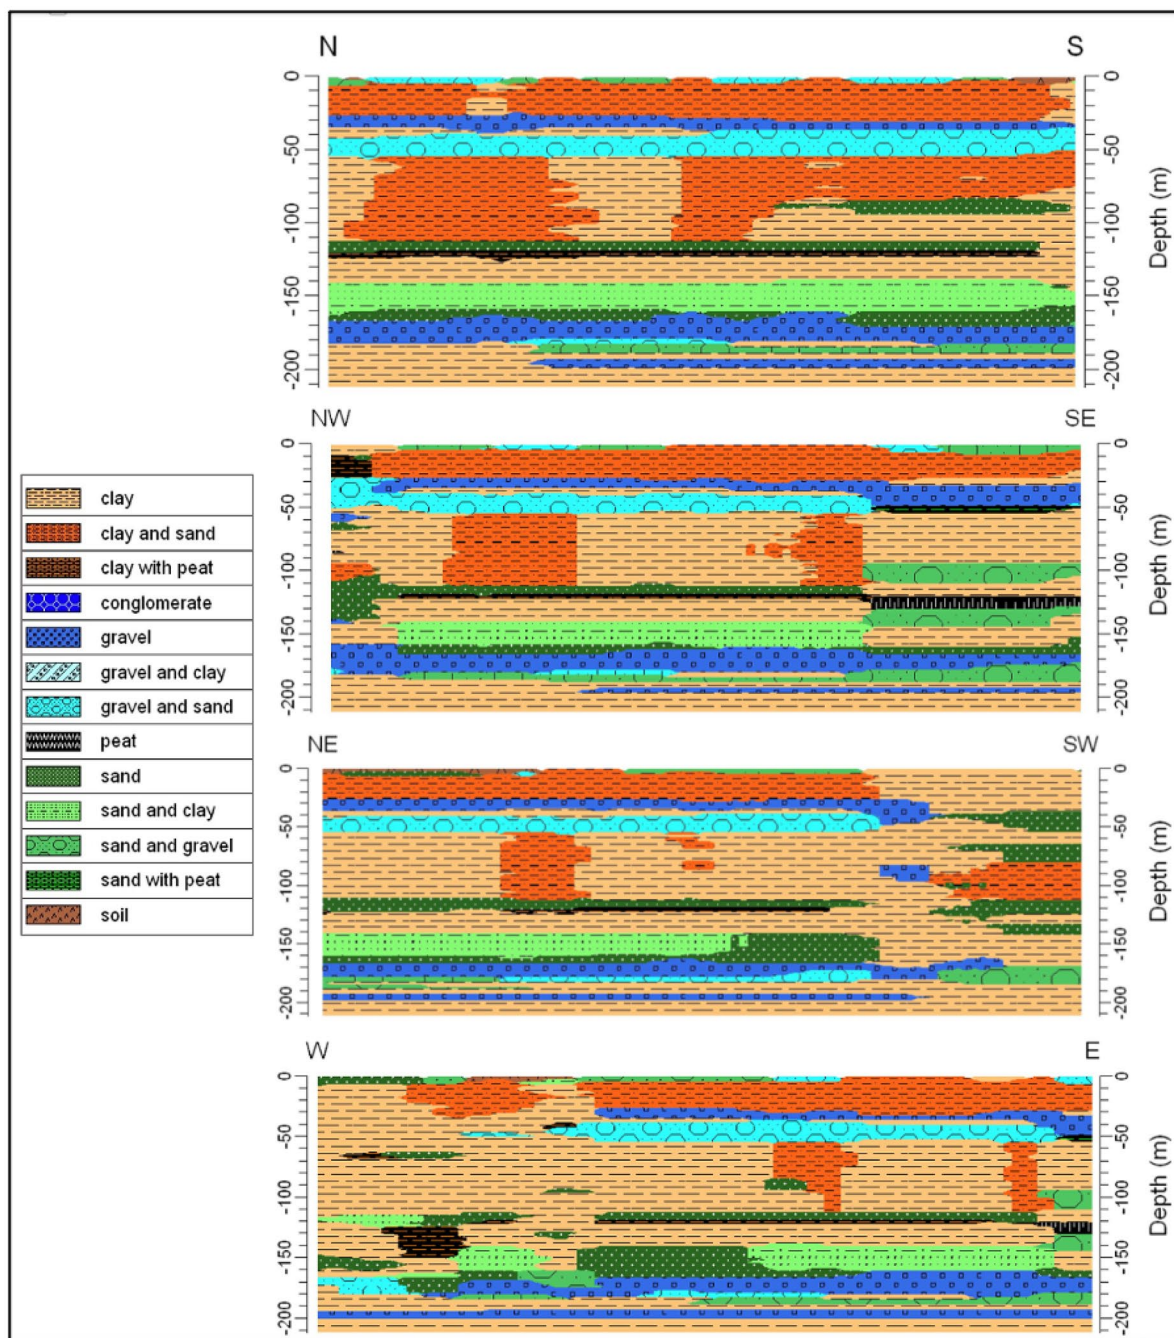 N S
0 0
-50 -50
-100 -100
-150 -150
-200 -200
Depth (m)
NW SE
0 0
-50 -50
-100 -100
-150 -150
-200 -200
Depth (m)
clay
clay and sand
clay with peat
conglomerate
gravel
gravel and clay
gravel and sand
peat
sand
sand and clay
sand and gravel
sand with peat
soil
NE SW
0 0
-50 -50
-100 -100
-150 -150
-200 -200
Depth (m)
W E
0 0
-50 -50
-100 -100
-150 -150
-200 -200
Depth (m)